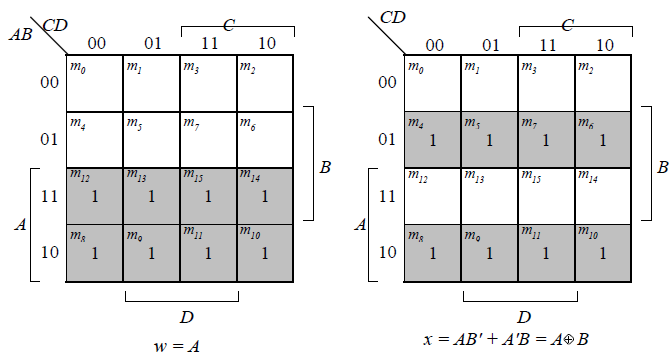 CD C CD C
AB 00 01 11 10 00 01 11 10
m0 m1 m3 m2 m0 m1 m3 m2
00 00
m4 m5 m7 m6 m4 m5 m7 m6
01 01 1 1 1 1
B B
m12 m13 m15 m14 m12 m13 m15 m14
11 1 1 1 1 11
A A
m8 m9 m11 m10 m8 m9 m11 m10
10 1 1 1 1 10 1 1 1 1
D D
w = A x = AB' + A'B = A⊕B